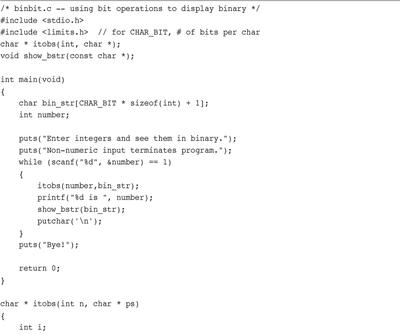 /* binbit.c -- using bit operations to display binary */
#include <stdio.h>
#include <limits.h>  // for CHAR_BIT, # of bits per char
char * itobs(int, char *);
void show_bstr(const char *);

int main(void)
{
    char bin_str[CHAR_BIT * sizeof(int) + 1];
    int number;

    puts("Enter integers and see them in binary.");
    puts("Non-numeric input terminates program.");
    while (scanf("%d", &number) == 1)
    {
        itobs(number,bin_str);
        printf("%d is ", number);
        show_bstr(bin_str);
        putchar('\n');
    }
    puts("Bye!");

    return 0;
}

char * itobs(int n, char * ps)
{
    int i;